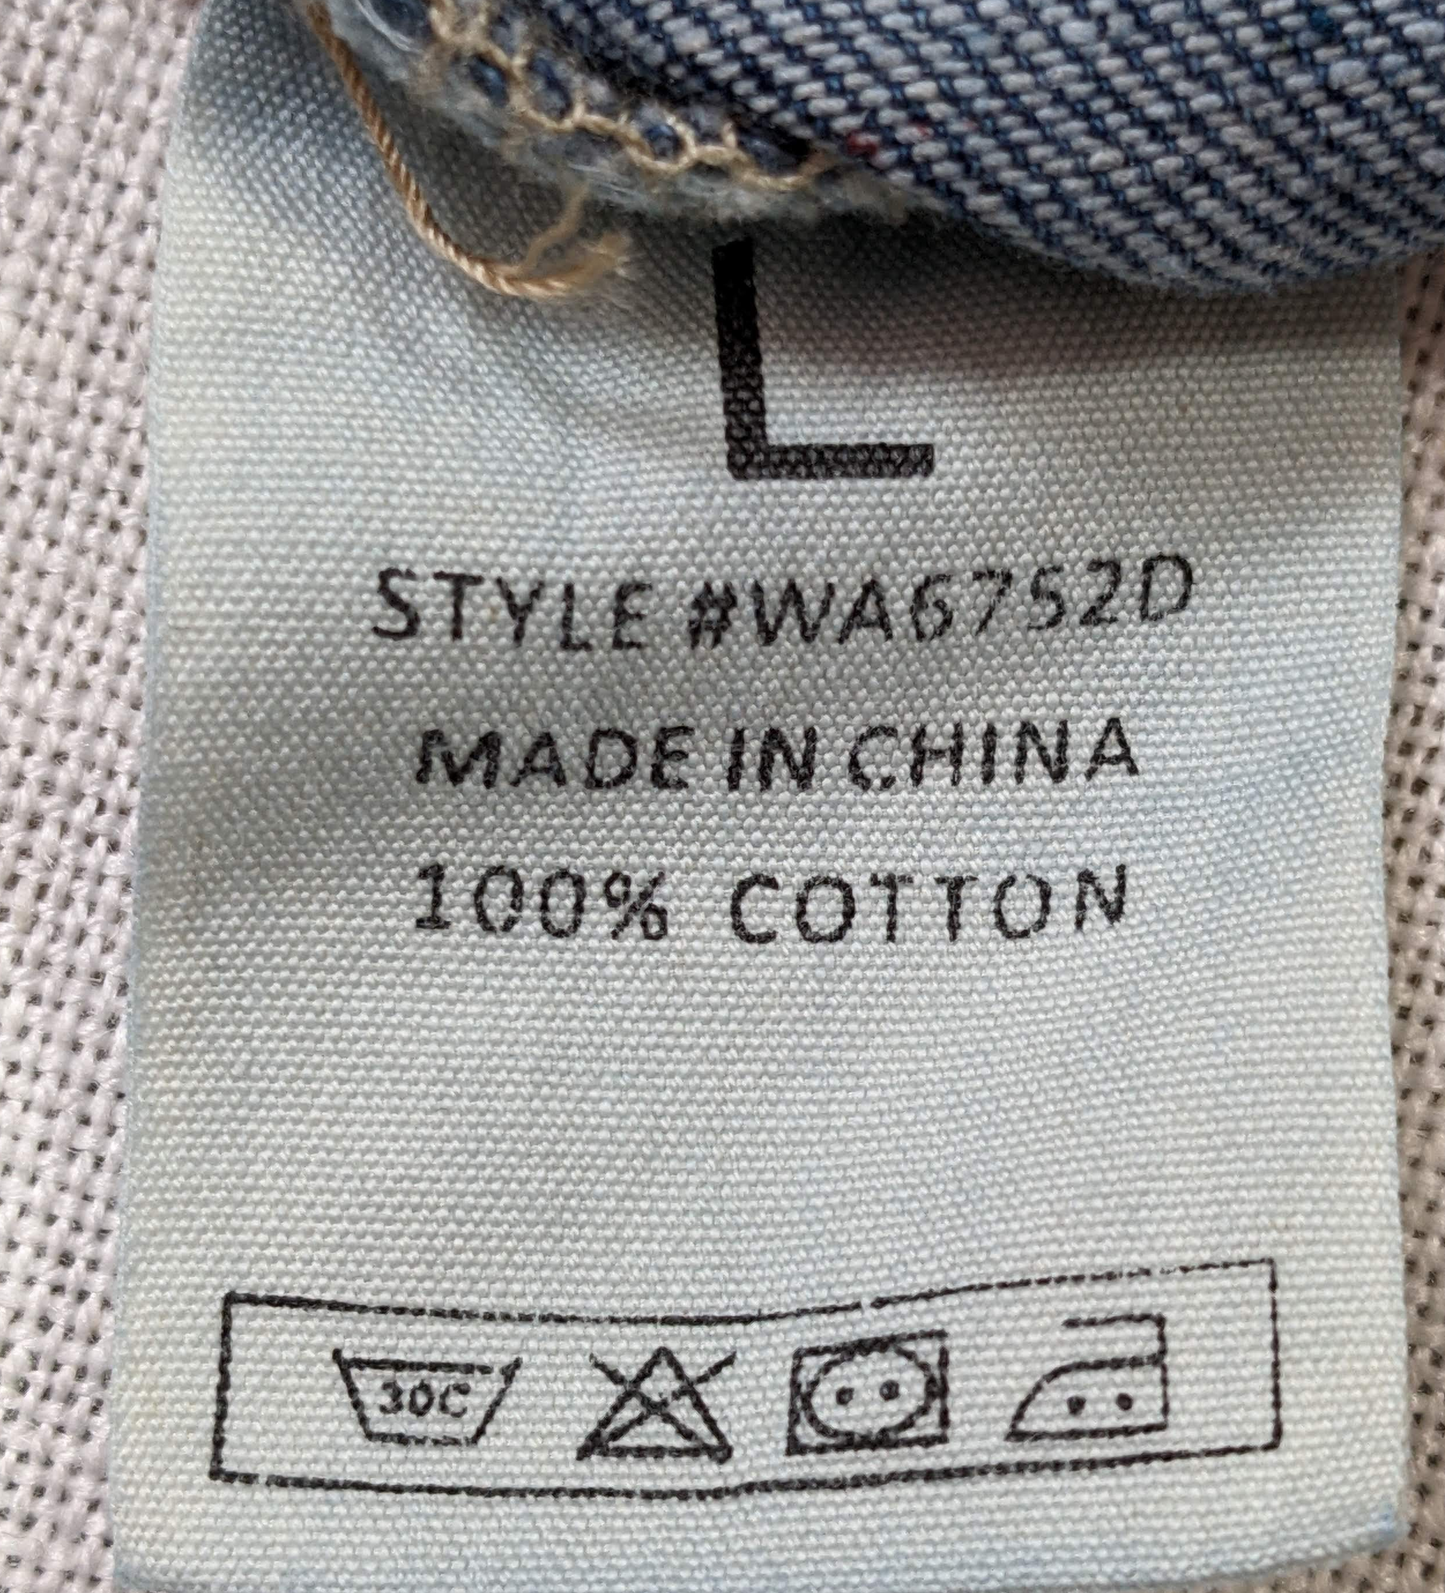 L
STYLE #WA6752D
MADE IN CHINA
100% COTTON
30C